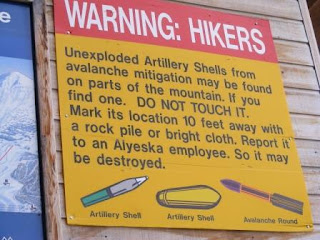 e
WARNING: HIKERS
Unexploded Artillery Shells from
avalanche mitigation may be found
on parts of the mountain. If you
find one. DO NOT TOUCH IT.
Mark its location 10 feet away with
a rock pile or bright cloth. Report it
to an Alyeska employee. So it may
be destroyed.
Artillery Shell
Artillery Shell
Avalanche Round